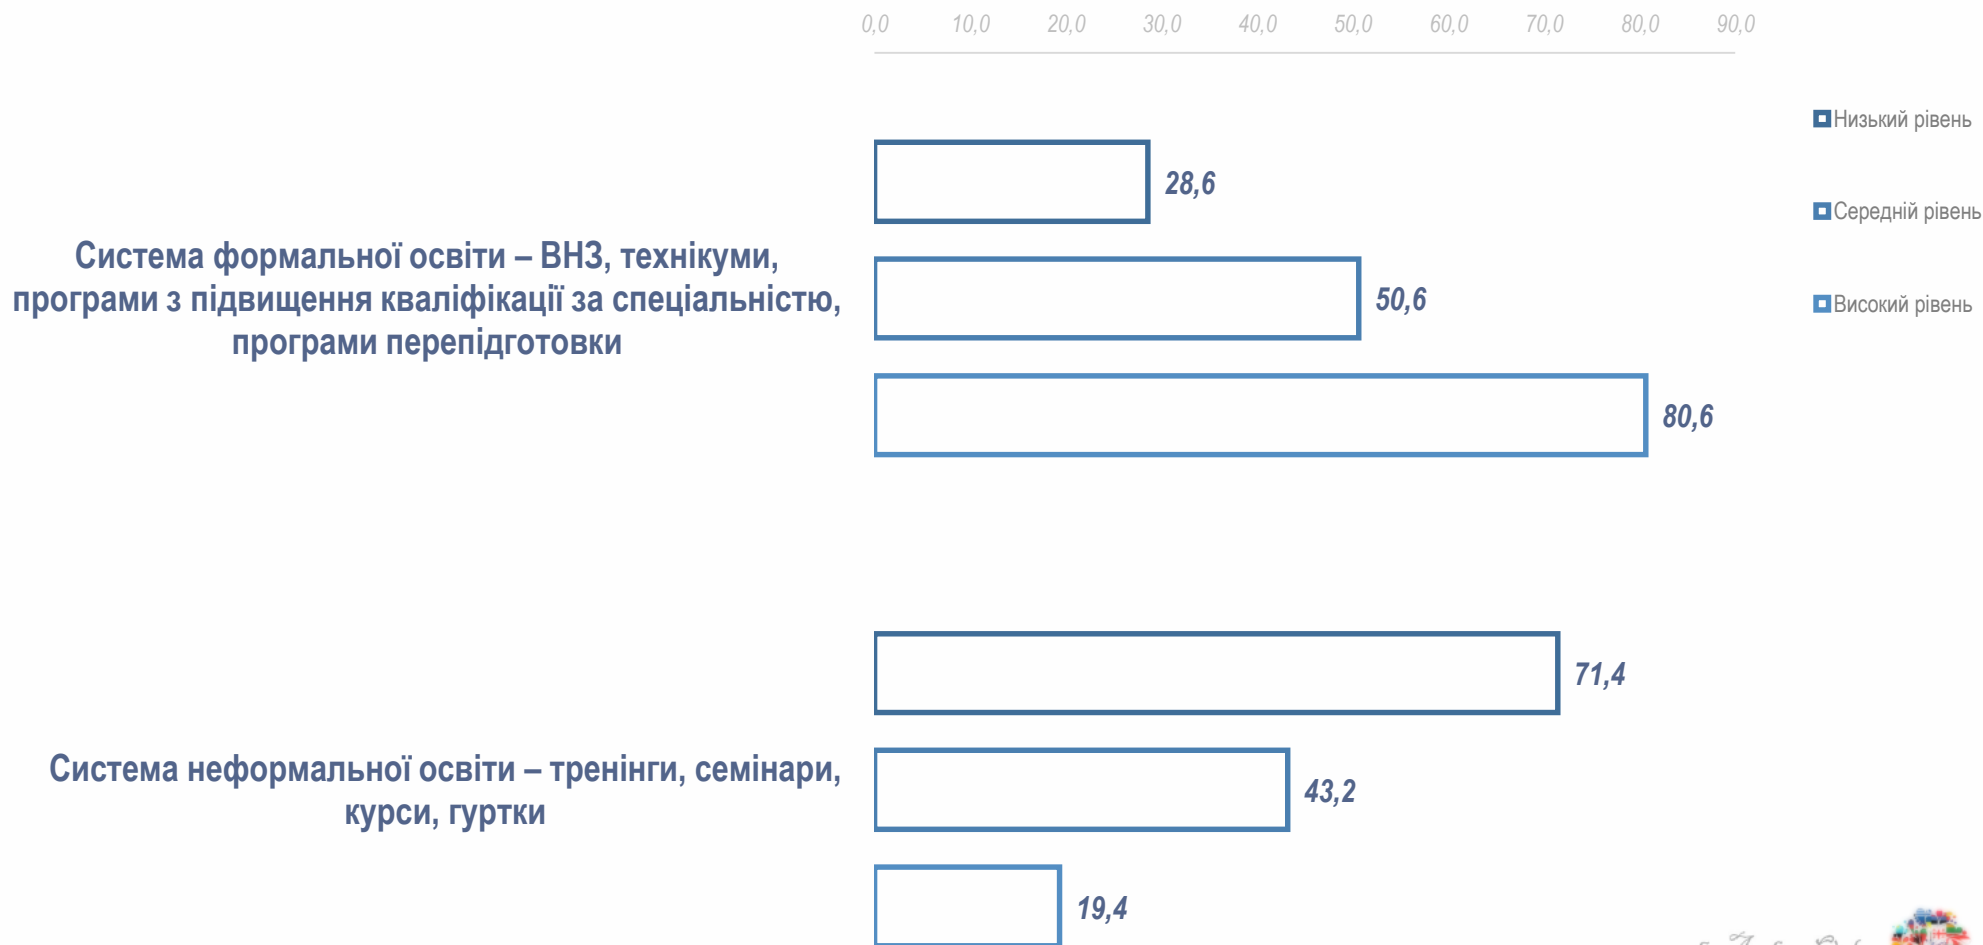 0,0 10,0 20,0 30,0 40,0 50,0 60,0 70,0 80,0 90,0
Низький рівень
28,6
Середній рівень
Система формальної освіти – ВНЗ, технікуми,
програми з підвищення кваліфікації за спеціальністю,
програми перепідготовки
50,6
Високий рівень
80,6
71,4
Система неформальної освіти – тренінги, семінари,
курси, гуртки
43,2
19,4